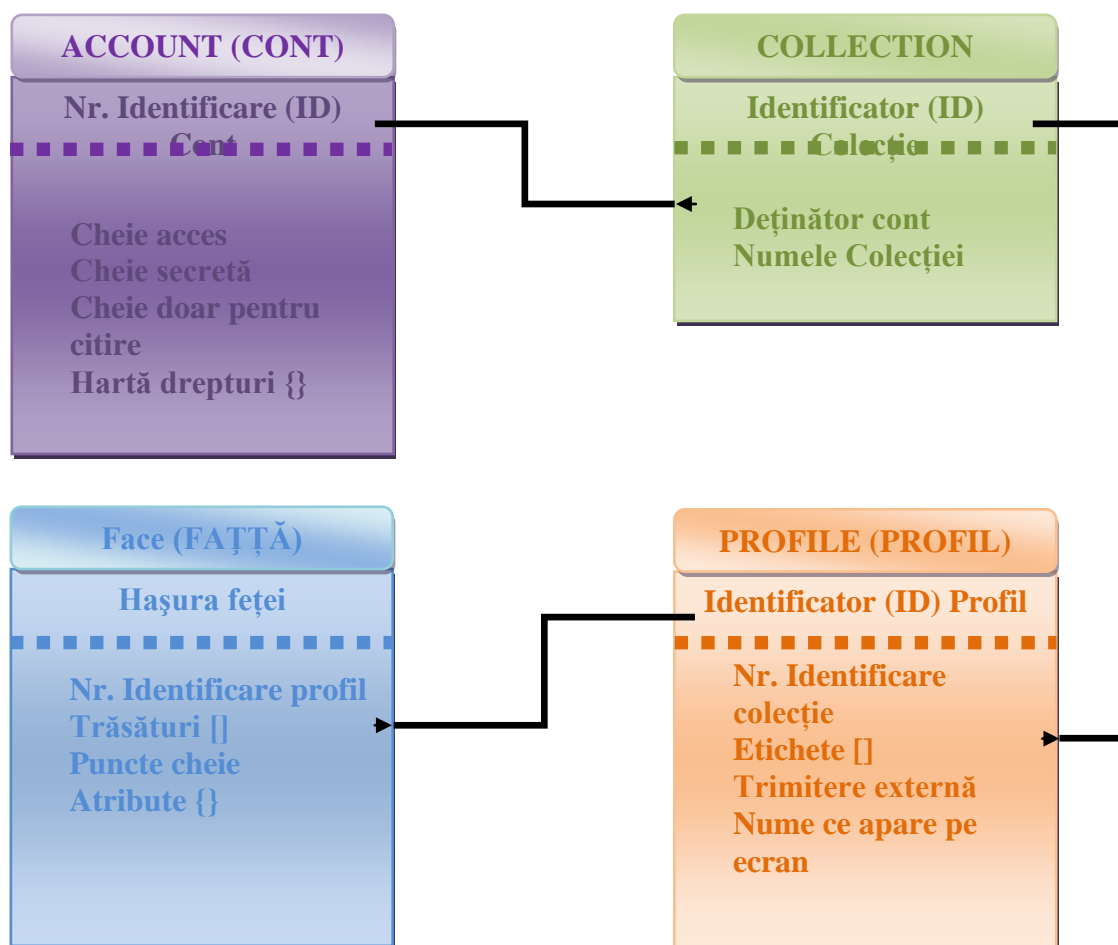 ACCOUNT (CONT)
Nr. Identificare (ID)
Cont
Cheie acces
Cheie secretă
Cheie doar pentru
citire
Hartă drepturi {}
COLLECTION
Identificator (ID)
Colecție
Deținător cont
Numele Colecției
Face (FAŢȚĂ)
Haşura feței
Nr. Identificare profil
Trăsături []
Puncte cheie
Atribute {}
PROFILE (PROFIL)
Identificator (ID) Profil
Nr. Identificare
colecție
Etichete []
Trimitere externă
Nume ce apare pe
ecran